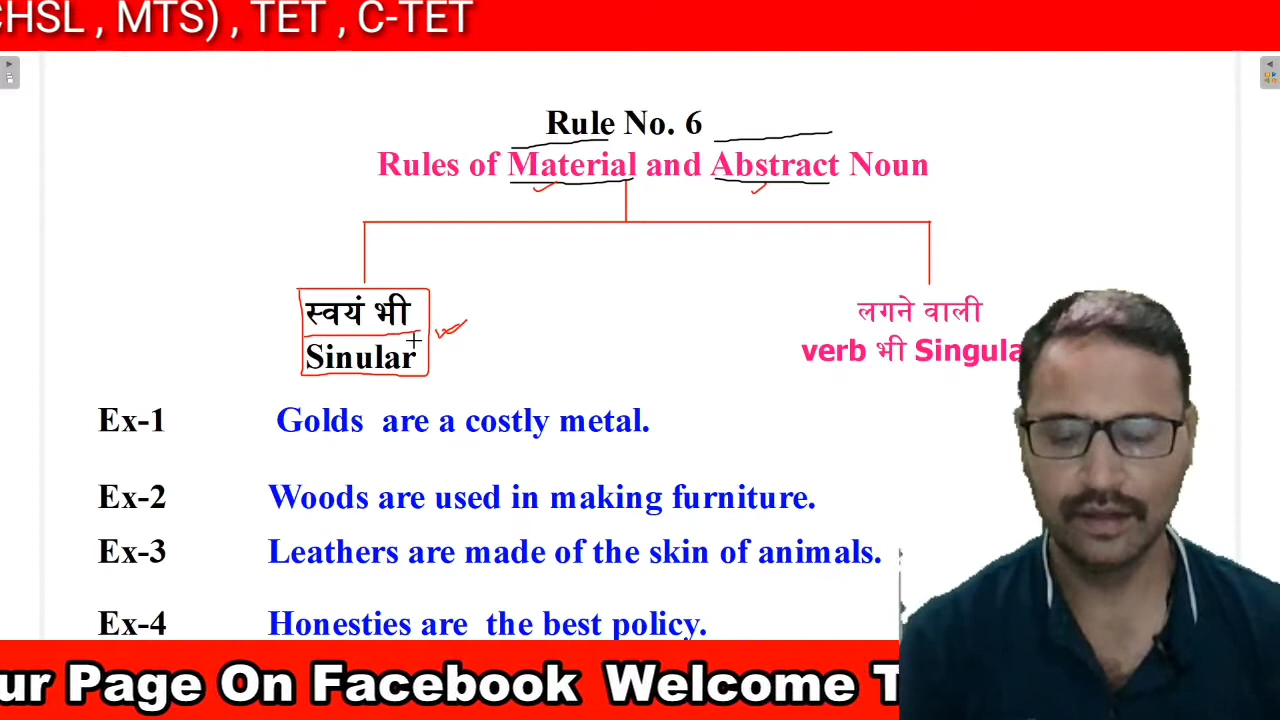 CHSL , MTS) , TET , C-TET
Rule No. 6
Rules of Material and Abstract Noun
स्वयं भी
Sinular
लगने वाली
verb भी Singula
Ex-1 Golds are a costly metal.
Ex-2 Woods are used in making furniture.
Ex-3 Leathers are made of the skin of animals.
Ex-4 Honesties are the best policy.
ur Page On Facebook Welcome T